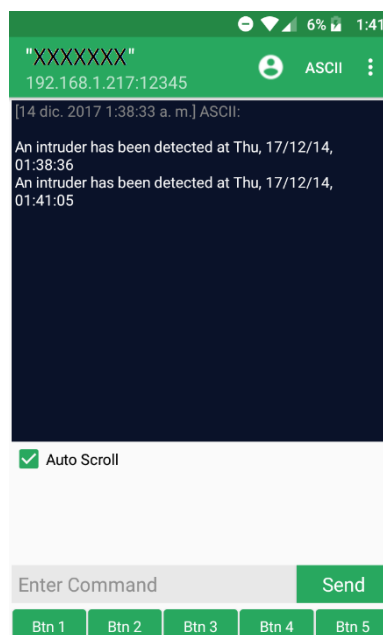 6% 1:41
"XXXXXXX"
192.168.1.217:12345
ASCII
[14 dic. 2017 1:38:33 a. m.] ASCII:
An intruder has been detected at Thu, 17/12/14,
01:38:36
An intruder has been detected at Thu, 17/12/14,
01:41:05
Auto Scroll
Enter Command
Send
Btn 1 Btn 2 Btn 3 Btn 4 Btn 5